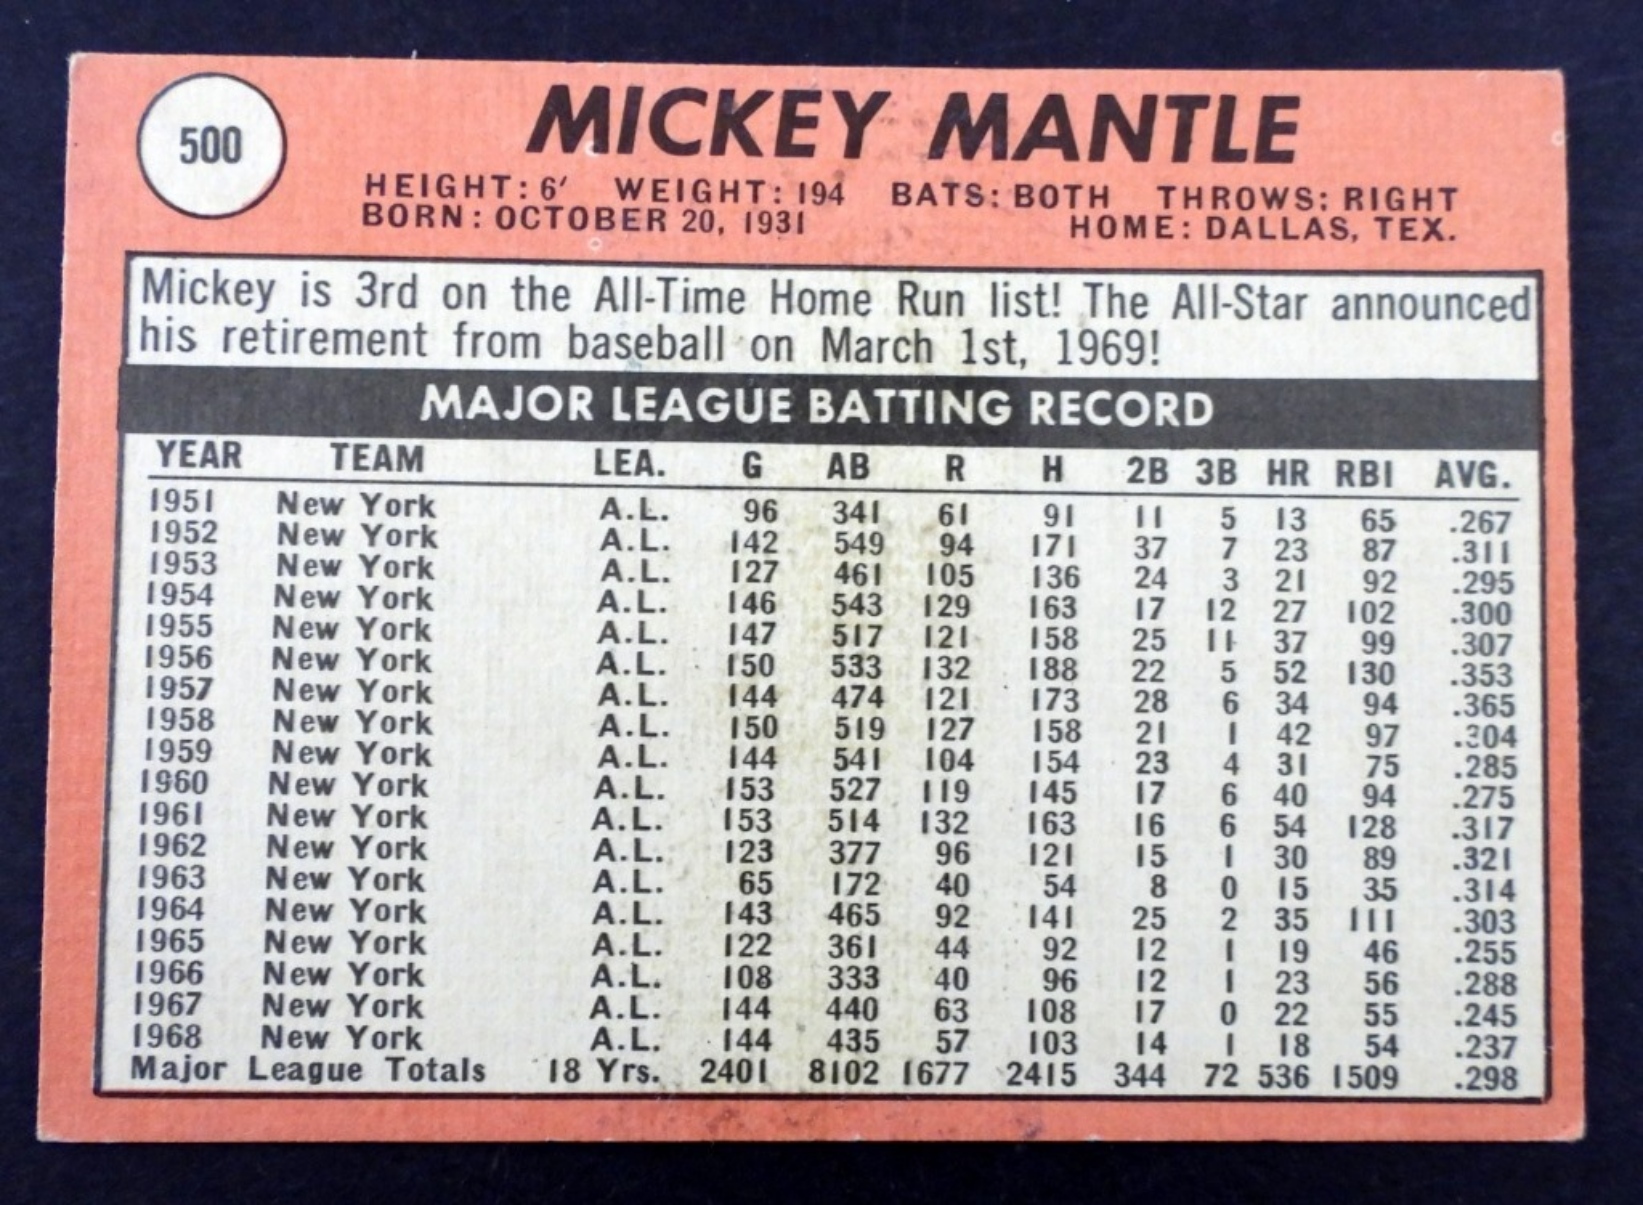 500
MICKEY MANTLE
HEIGHT: 6′ WEIGHT: 194 BATS: BOTH THROWS: RIGHT
BORN: OCTOBER 20, 1931 HOME: DALLAS, TEX.
Mickey is 3rd on the All-Time Home Run list! The All-Star announced
his retirement from baseball on March 1st, 1969!
MAJOR LEAGUE BATTING RECORD
YEAR TEAM LEA. G AB R H 2B 3B HR RBI AVG.
1951 New York A.L. 96 341 61 91 11 5 13 65 .267
1952 New York A.L. 142 549 94 171 37 7 23 87 .311
1953 New York A.L. 127 461 105 136 24 3 21 92 .295
1954 New York A.L. 146 543 129 163 17 12 27 102 .300
1955 New York A.L. 147 517 121 158 25 11 37 99 .307
1956 New York A.L. 150 533 132 188 22 5 52 130 .353
1957 New York A.L. 144 474 121 173 28 6 34 94 .365
1958 New York A.L. 150 519 127 158 21 1 42 97 .304
1959 New York A.L. 144 541 104 154 23 4 31 75 .285
1960 New York A.L. 153 527 119 145 17 6 40 94 .275
1961 New York A.L. 153 514 132 163 16 6 54 128 .317
1962 New York A.L. 123 377 96 121 15 1 30 89 .321
1963 New York A.L. 65 172 40 54 8 0 15 35 .314
1964 New York A.L. 143 465 92 141 25 2 35 111 .303
1965 New York A.L. 122 361 44 92 12 1 19 46 .255
1966 New York A.L. 108 333 40 96 12 1 23 56 .288
1967 New York A.L. 144 440 63 108 17 0 22 55 .245
1968 New York A.L. 144 435 57 103 14 1 18 54 .237
Major League Totals 18 Yrs. 2401 8102 1677 2415 344 72 536 1509 .298